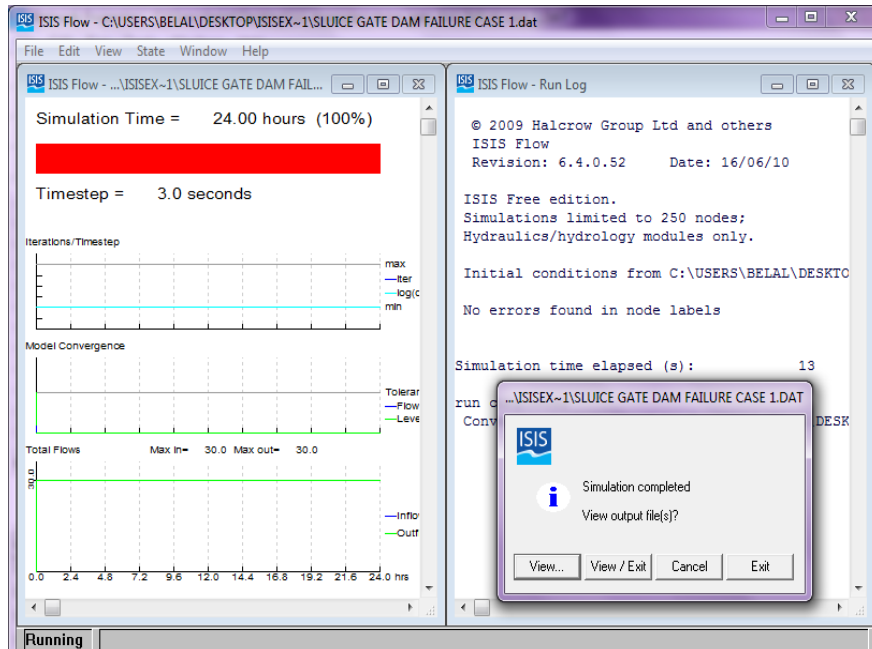 ISIS Flow - C:\USERS\BELAL\DESKTOP\ISISEX~1\SLUICE GATE DAM FAILURE CASE 1.dat
File Edit View State Window Help
ISIS Flow - ...\ISISEX~1\SLUICE GATE DAM FAIL...
Simulation Time = 24.00 hours (100%)
Timestep = 3.0 seconds
Iterations/Timestep
max
Iter
log(c
min
Model Convergence
Tolerar
Flow
Leve
Total Flows Max in= 30.0 Max out= 30.0
30.0
Inflo
Outf
0.0 2.4 4.8 7.2 9.6 12.0 14.4 16.8 19.2 21.6 24.0 hrs
ISIS Flow - Run Log
© 2009 Halcrow Group Ltd and others
ISIS Flow
Revision: 6.4.0.52 Date: 16/06/10
ISIS Free edition.
Simulations limited to 250 nodes;
Hydraulics/hydrology modules only.
Initial conditions from C:\USERS\BELAL\DESKTO
No errors found in node labels
Simulation time elapsed (s): 13
run c
Conv DESK
...\ISISEX~1\SLUICE GATE DAM FAILURE CASE 1.DAT
ISIS
Simulation completed
View output file(s)?
View... View / Exit Cancel Exit
Running